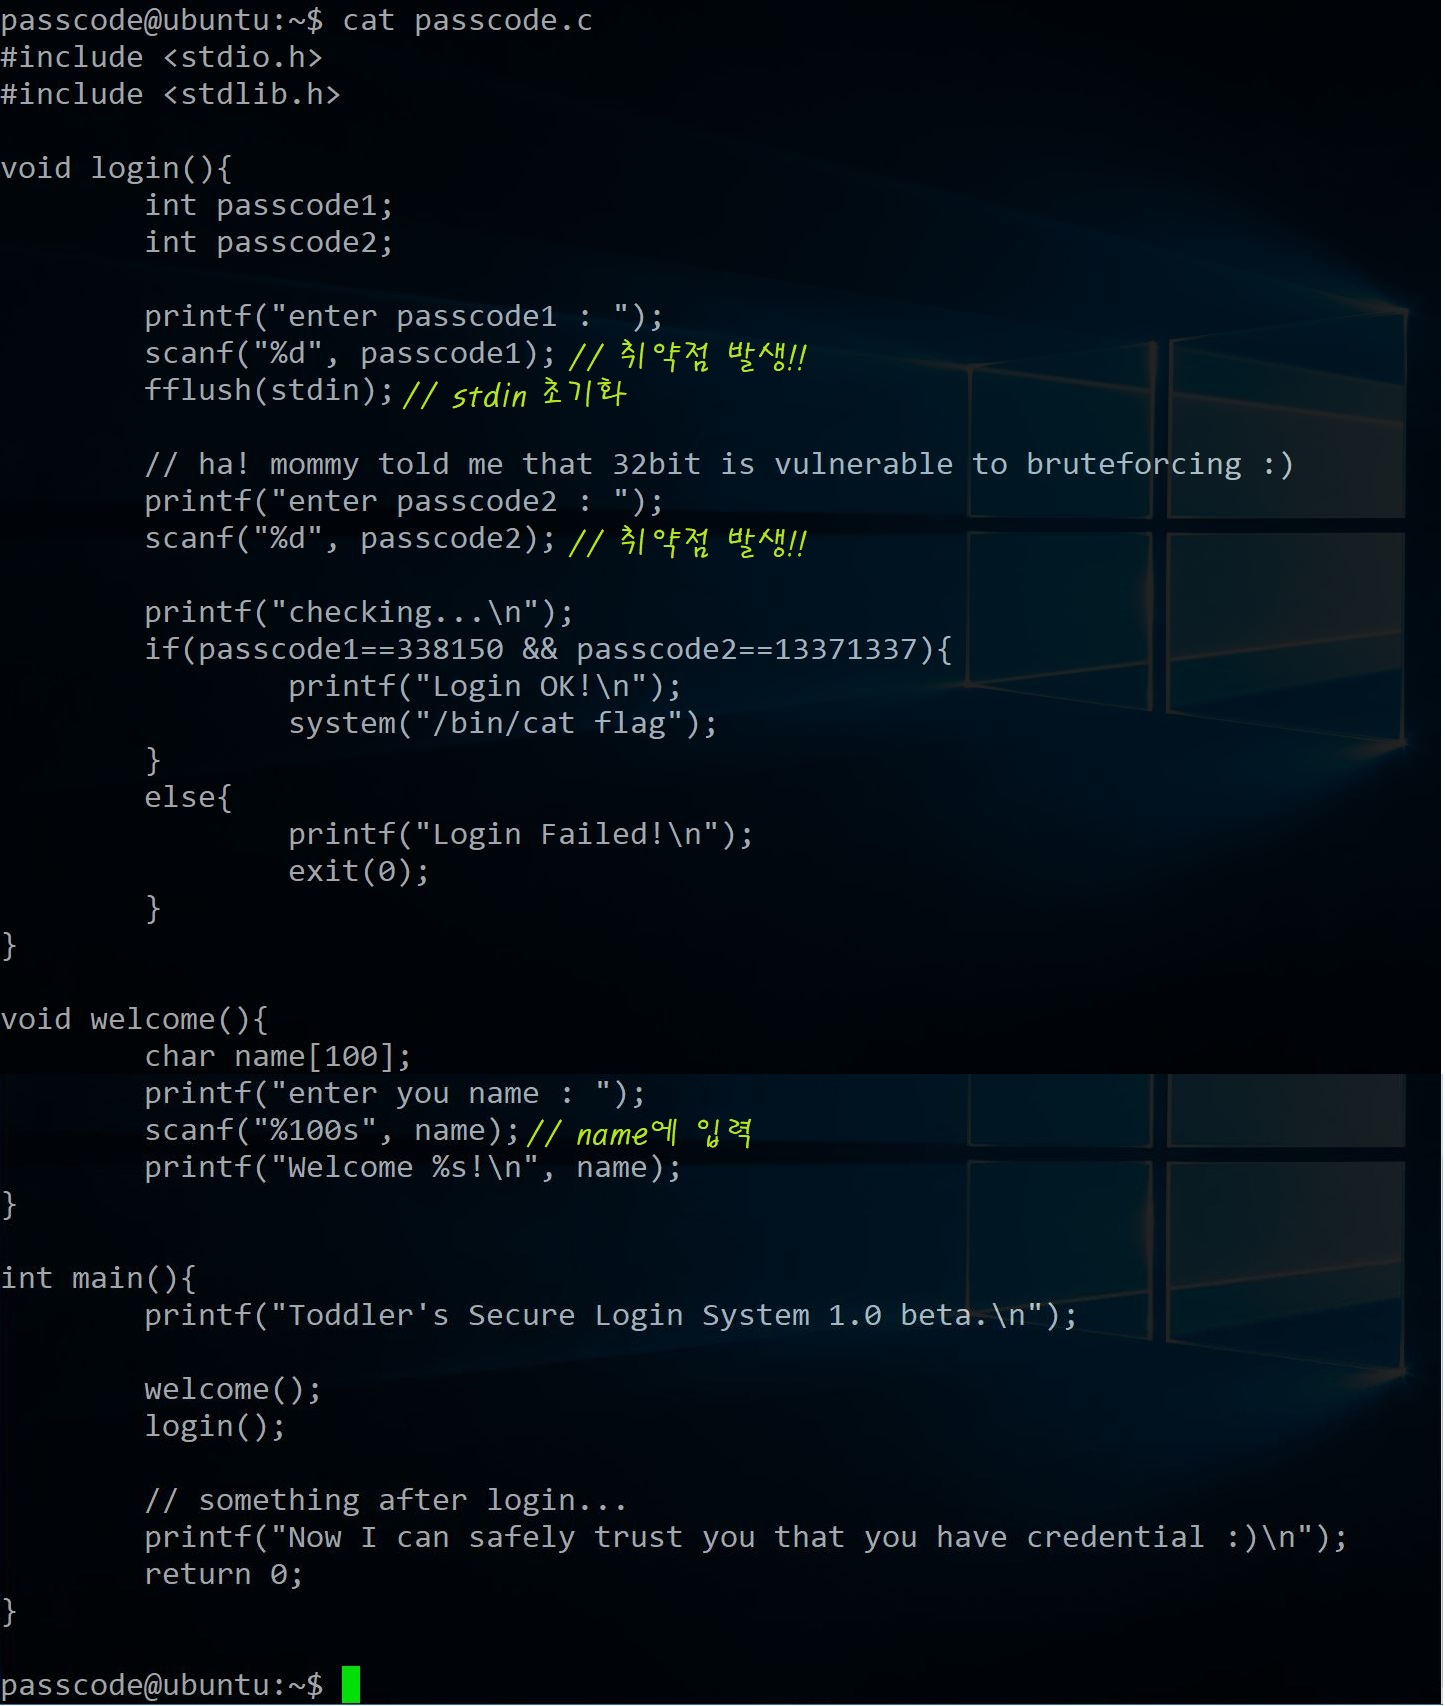 passcode@ubuntu:~$ cat passcode.c
#include <stdio.h>
#include <stdlib.h>

void login(){
        int passcode1;
        int passcode2;

        printf("enter passcode1 : ");
        scanf("%d", passcode1); // 취약점 발생!!
        fflush(stdin); // stdin 초기화

        // ha! mommy told me that 32bit is vulnerable to bruteforcing :)
        printf("enter passcode2 : ");
        scanf("%d", passcode2); // 취약점 발생!!

        printf("checking...\n");
        if(passcode1==338150 && passcode2==13371337){
                printf("Login OK!\n");
                system("/bin/cat flag");
        }
        else{
                printf("Login Failed!\n");
                exit(0);
        }
}

void welcome(){
        char name[100];
        printf("enter you name : ");
        scanf("%100s", name); // name에 입력
        printf("Welcome %s!\n", name);
}

int main(){
        printf("Toddler's Secure Login System 1.0 beta.\n");

        welcome();
        login();

        // something after login...
        printf("Now I can safely trust you that you have credential :)\n");
        return 0;
}

passcode@ubuntu:~$